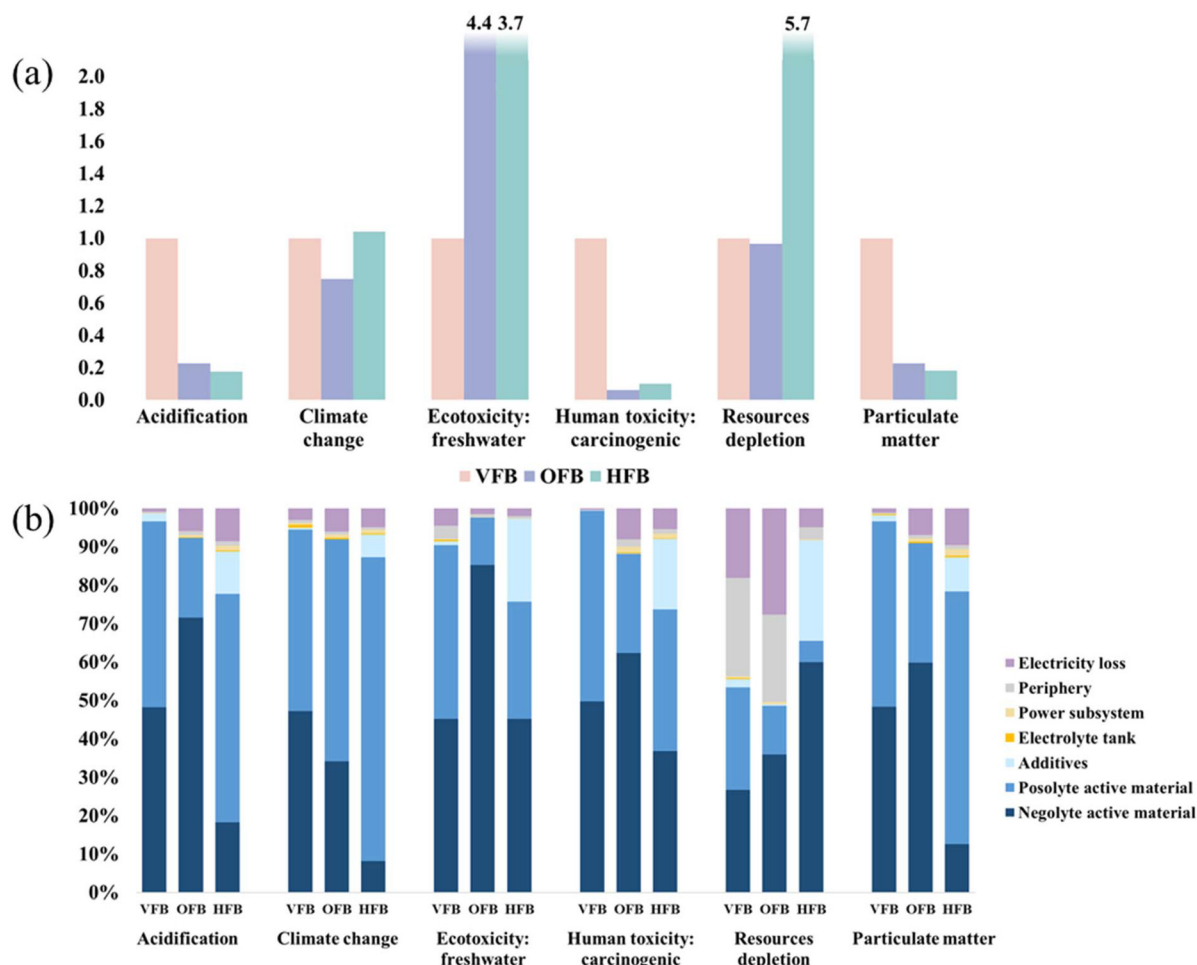 4.4 3.7 5.7
(a)
2.0
1.8
1.6
1.4
1.2
1.0
0.8
0.6
0.4
0.2
0.0
Acidification Climate Ecotoxicity: Human toxicity: Resources Particulate
change freshwater carcinogenic depletion matter
VFB OFB HFB
(b)
100%
90%
80%
70%
60%
50%
40%
30%
20%
10%
0%
Electricity loss
Periphery
Power subsystem
Electrolyte tank
Additives
Posolyte active material
Negolyte active material
VFB OFB HFB VFB OFB HFB VFB OFB HFB VFB OFB HFB VFB OFB HFB VFB OFB HFB
Acidification Climate change Ecotoxicity: Human toxicity: Resources Particulate matter
freshwater carcinogenic depletion